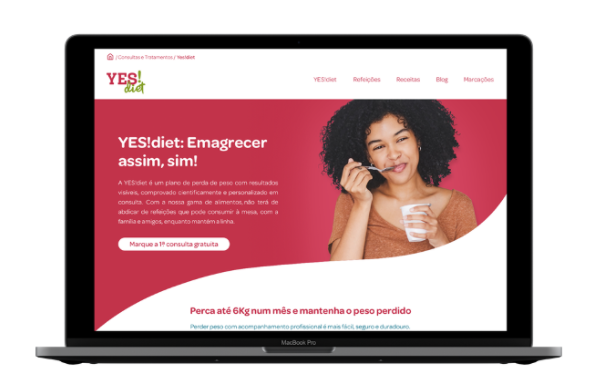 | Consultas e Tratamentos / Yes!diet
YES!
diet
YES!diet Refeições Receitas Blog Marcações
YES!diet: Emagrecer
assim, sim!
A YES!diet é um plano de perda de peso com resultados
visíveis, comprovado cientificamente e personalizado em
consulta. Com a nossa gama de alimentos, não terá de
abdicar de refeições que pode consumir à mesa, com a
família e amigos, enquanto mantém a linha.
Marque a 1ª consulta gratuita
Perca até 6Kg num mês e mantenha o peso perdido
Perder peso com acompanhamento profissional é mais fácil, seguro e duradouro.
MacBook Pro